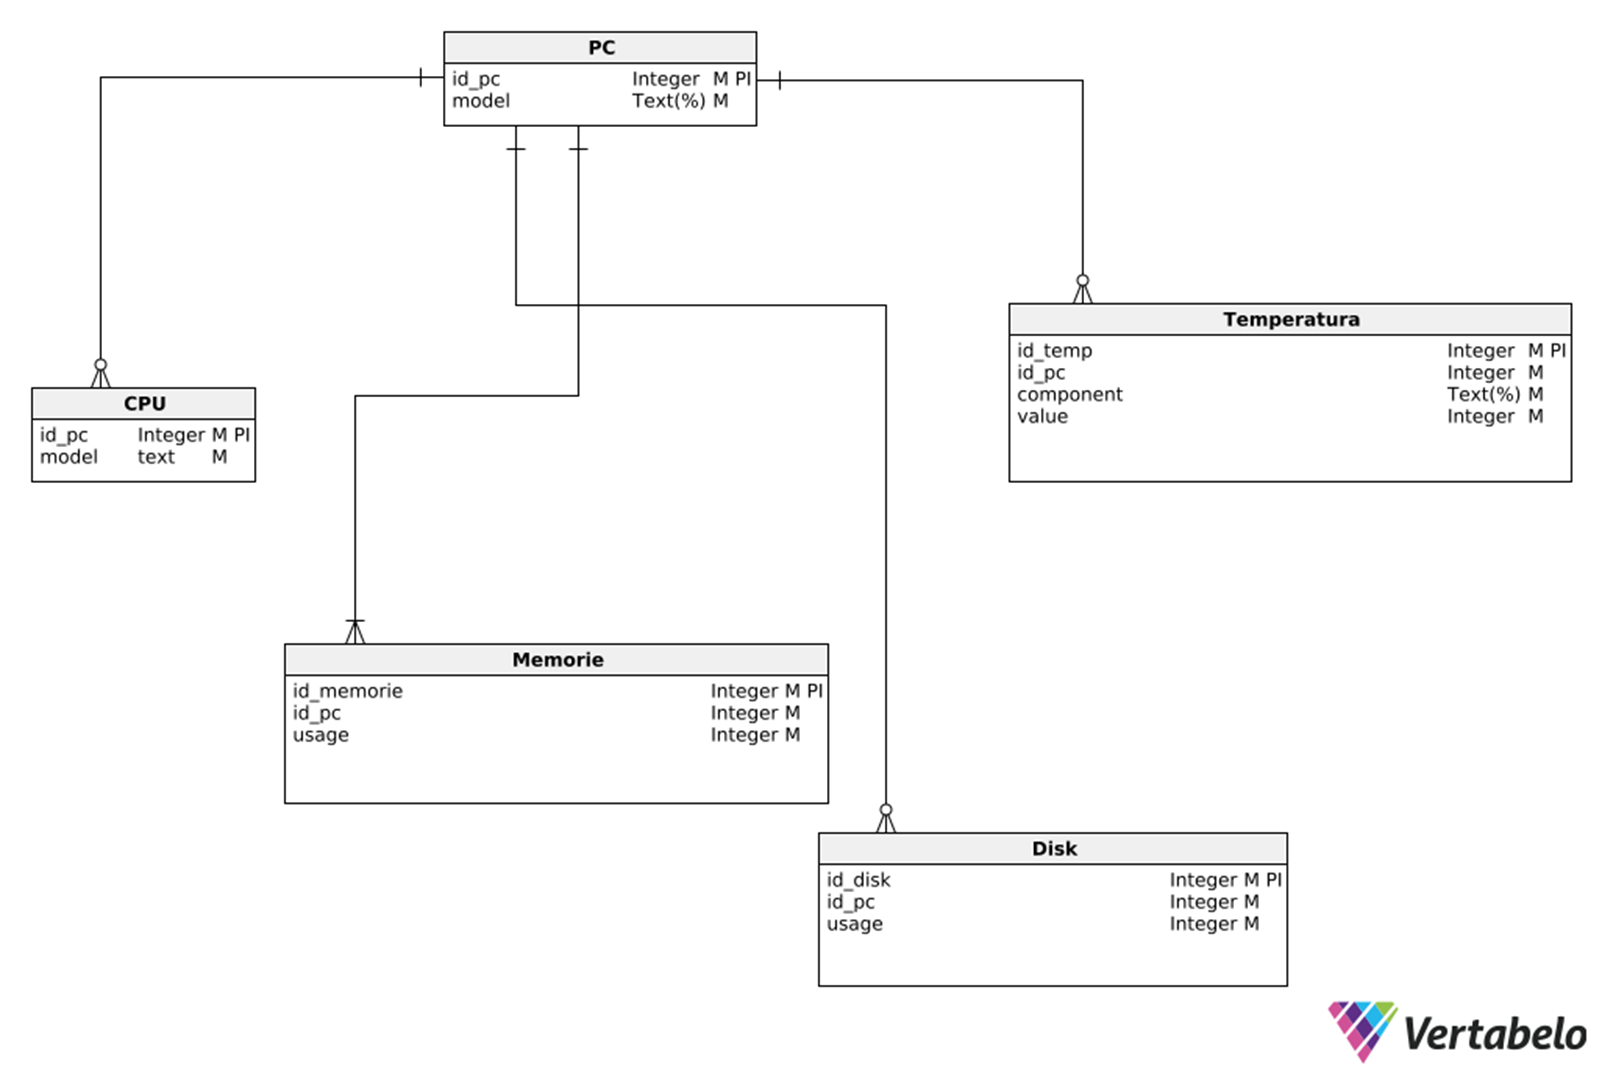 PC
id_pc Integer M PI
model Text(%) M
Temperatura
id_temp Integer M PI
id_pc Integer M
component Text(%) M
value Integer M
CPU
id_pc Integer M PI
model text M
Memorie
id_memorie Integer M PI
id_pc Integer M
usage Integer M
Disk
id_disk Integer M PI
id_pc Integer M
usage Integer M
Vertabelo